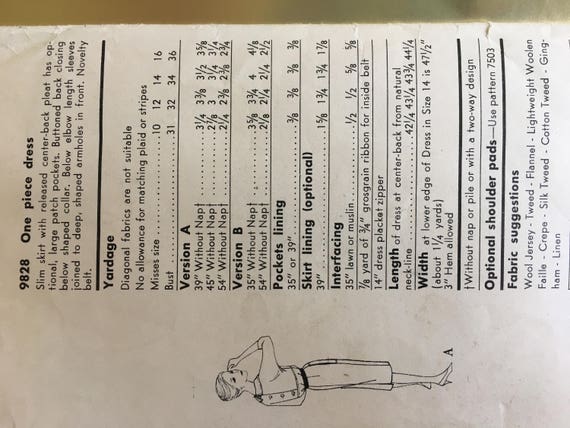 9828 One piece dress
Slim skirt with released center-back pleat has op-
tional, large patch pockets. Buttoned back closing
below shaped collar. Below elbow length sleeves
joined to deep, shaped armholes in front. Novelty
belt.
Yardage
Diagonal fabrics are not suitable
No allowance for matching plaid or stripes
Misses size .............. 10 12 14 16
Bust .............. 31 32 34 36
Version A
39" Without Nap† ...... 3¼ 3⅜ 3½ 3⅝
45" Without Nap† ...... 3¼ 3½
54" Without Nap† ...... 2¼ 2¾
Version B
35" Without Nap† ...... 3⅝ 3¾ 4 4⅛
54" Without Nap† ...... 2⅛ 2¼ 2¼ 2½
Pockets lining
35" or 39" .............. ⅜ ⅜ ⅜ ⅜
Skirt lining (optional)
39" .............. 1⅝ 1¾ 1¾ 1⅞
Interfacing
35" lawn or muslin ...... ½ ½ ⅝ ⅝
⅞ yard of ¾" grosgrain ribbon for inside belt
14" dress placket zipper
Length of dress at center-back from natural
neck-line .............. 42¼ 43¼ 43¾ 44¼
Width at lower edge of Dress in Size 14 is 47½"
(about 1¼ yards)
3" Hem allowed
†Without nap or pile or with a two-way design
Optional shoulder pads—Use pattern 7503
Fabric suggestions
Wool Jersey - Tweed - Flannel - Lightweight Woolen
Faille - Crepe - Silk Tweed - Cotton Tweed - Ging-
ham - Linen
A